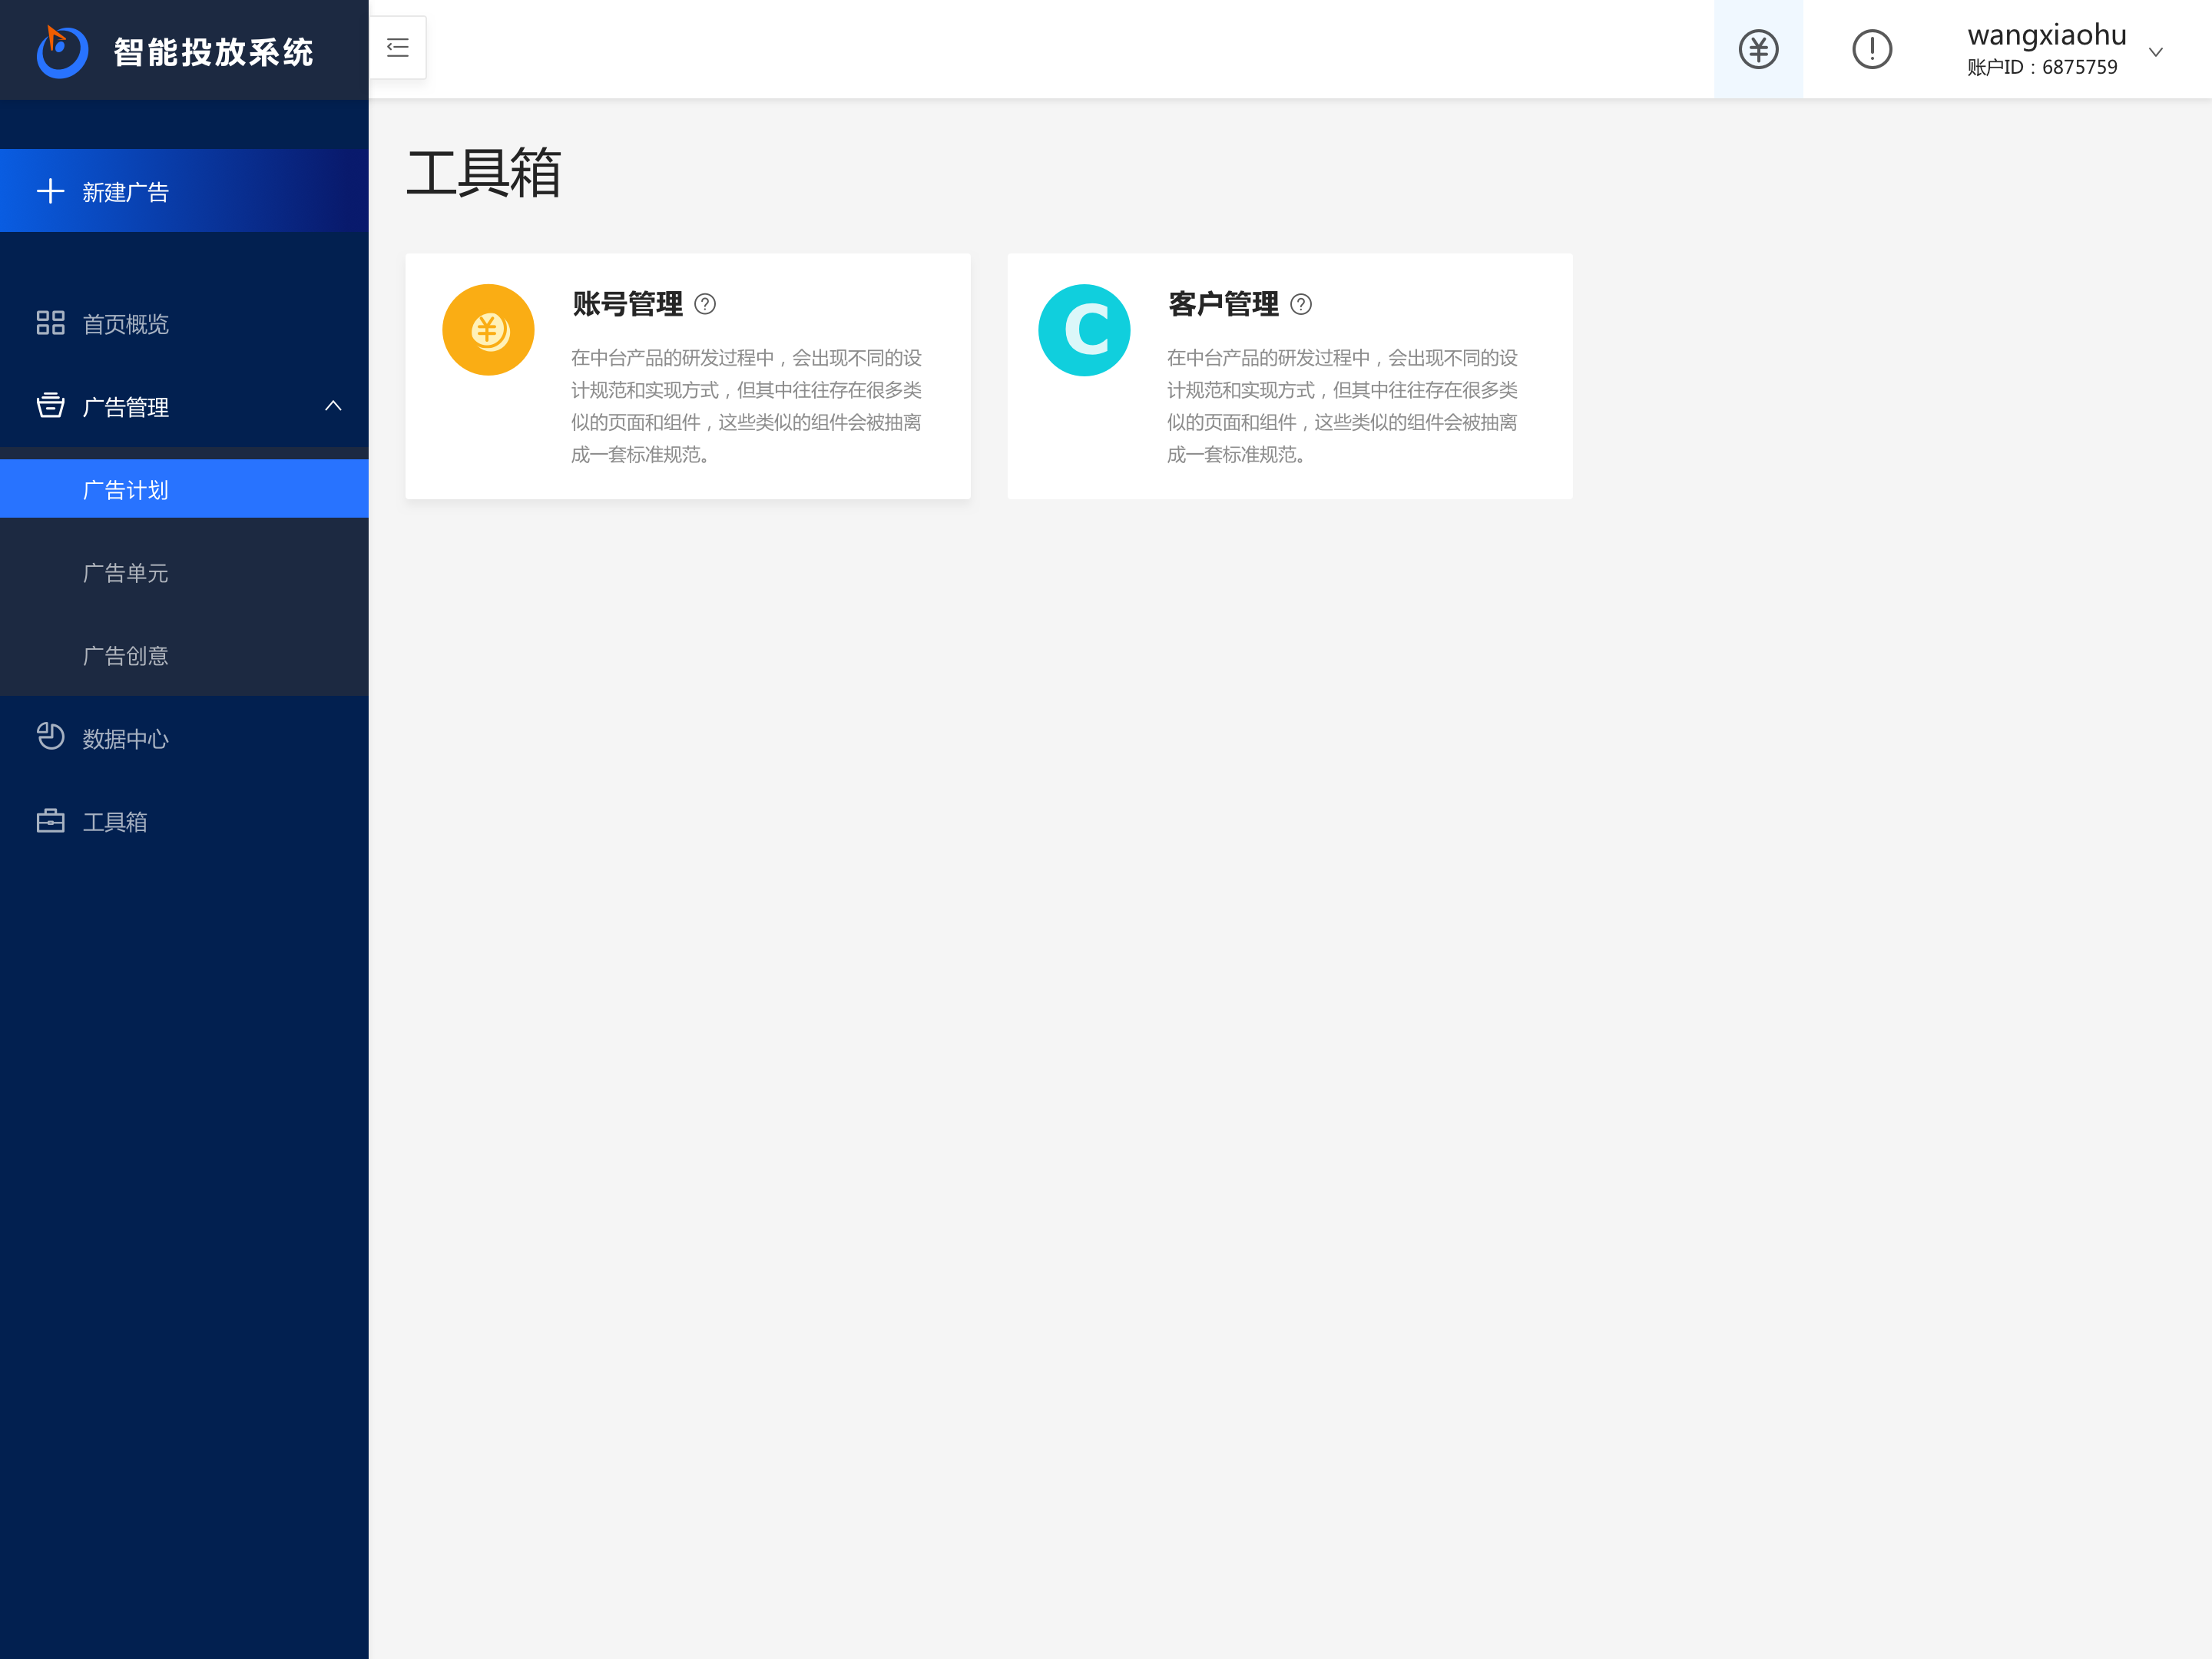 智能投放系统
wangxiaohu
账户ID：6875759
新建广告
首页概览
广告管理
广告计划
广告单元
广告创意
数据中心
工具箱
工具箱
账号管理
在中台产品的研发过程中，会出现不同的设
计规范和实现方式，但其中往往存在很多类
似的页面和组件，这些类似的组件会被抽离
成一套标准规范。
C
客户管理
在中台产品的研发过程中，会出现不同的设
计规范和实现方式，但其中往往存在很多类
似的页面和组件，这些类似的组件会被抽离
成一套标准规范。